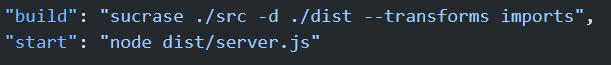 "build": "sucrase ./src -d ./dist --transforms imports",
"start": "node dist/server.js"